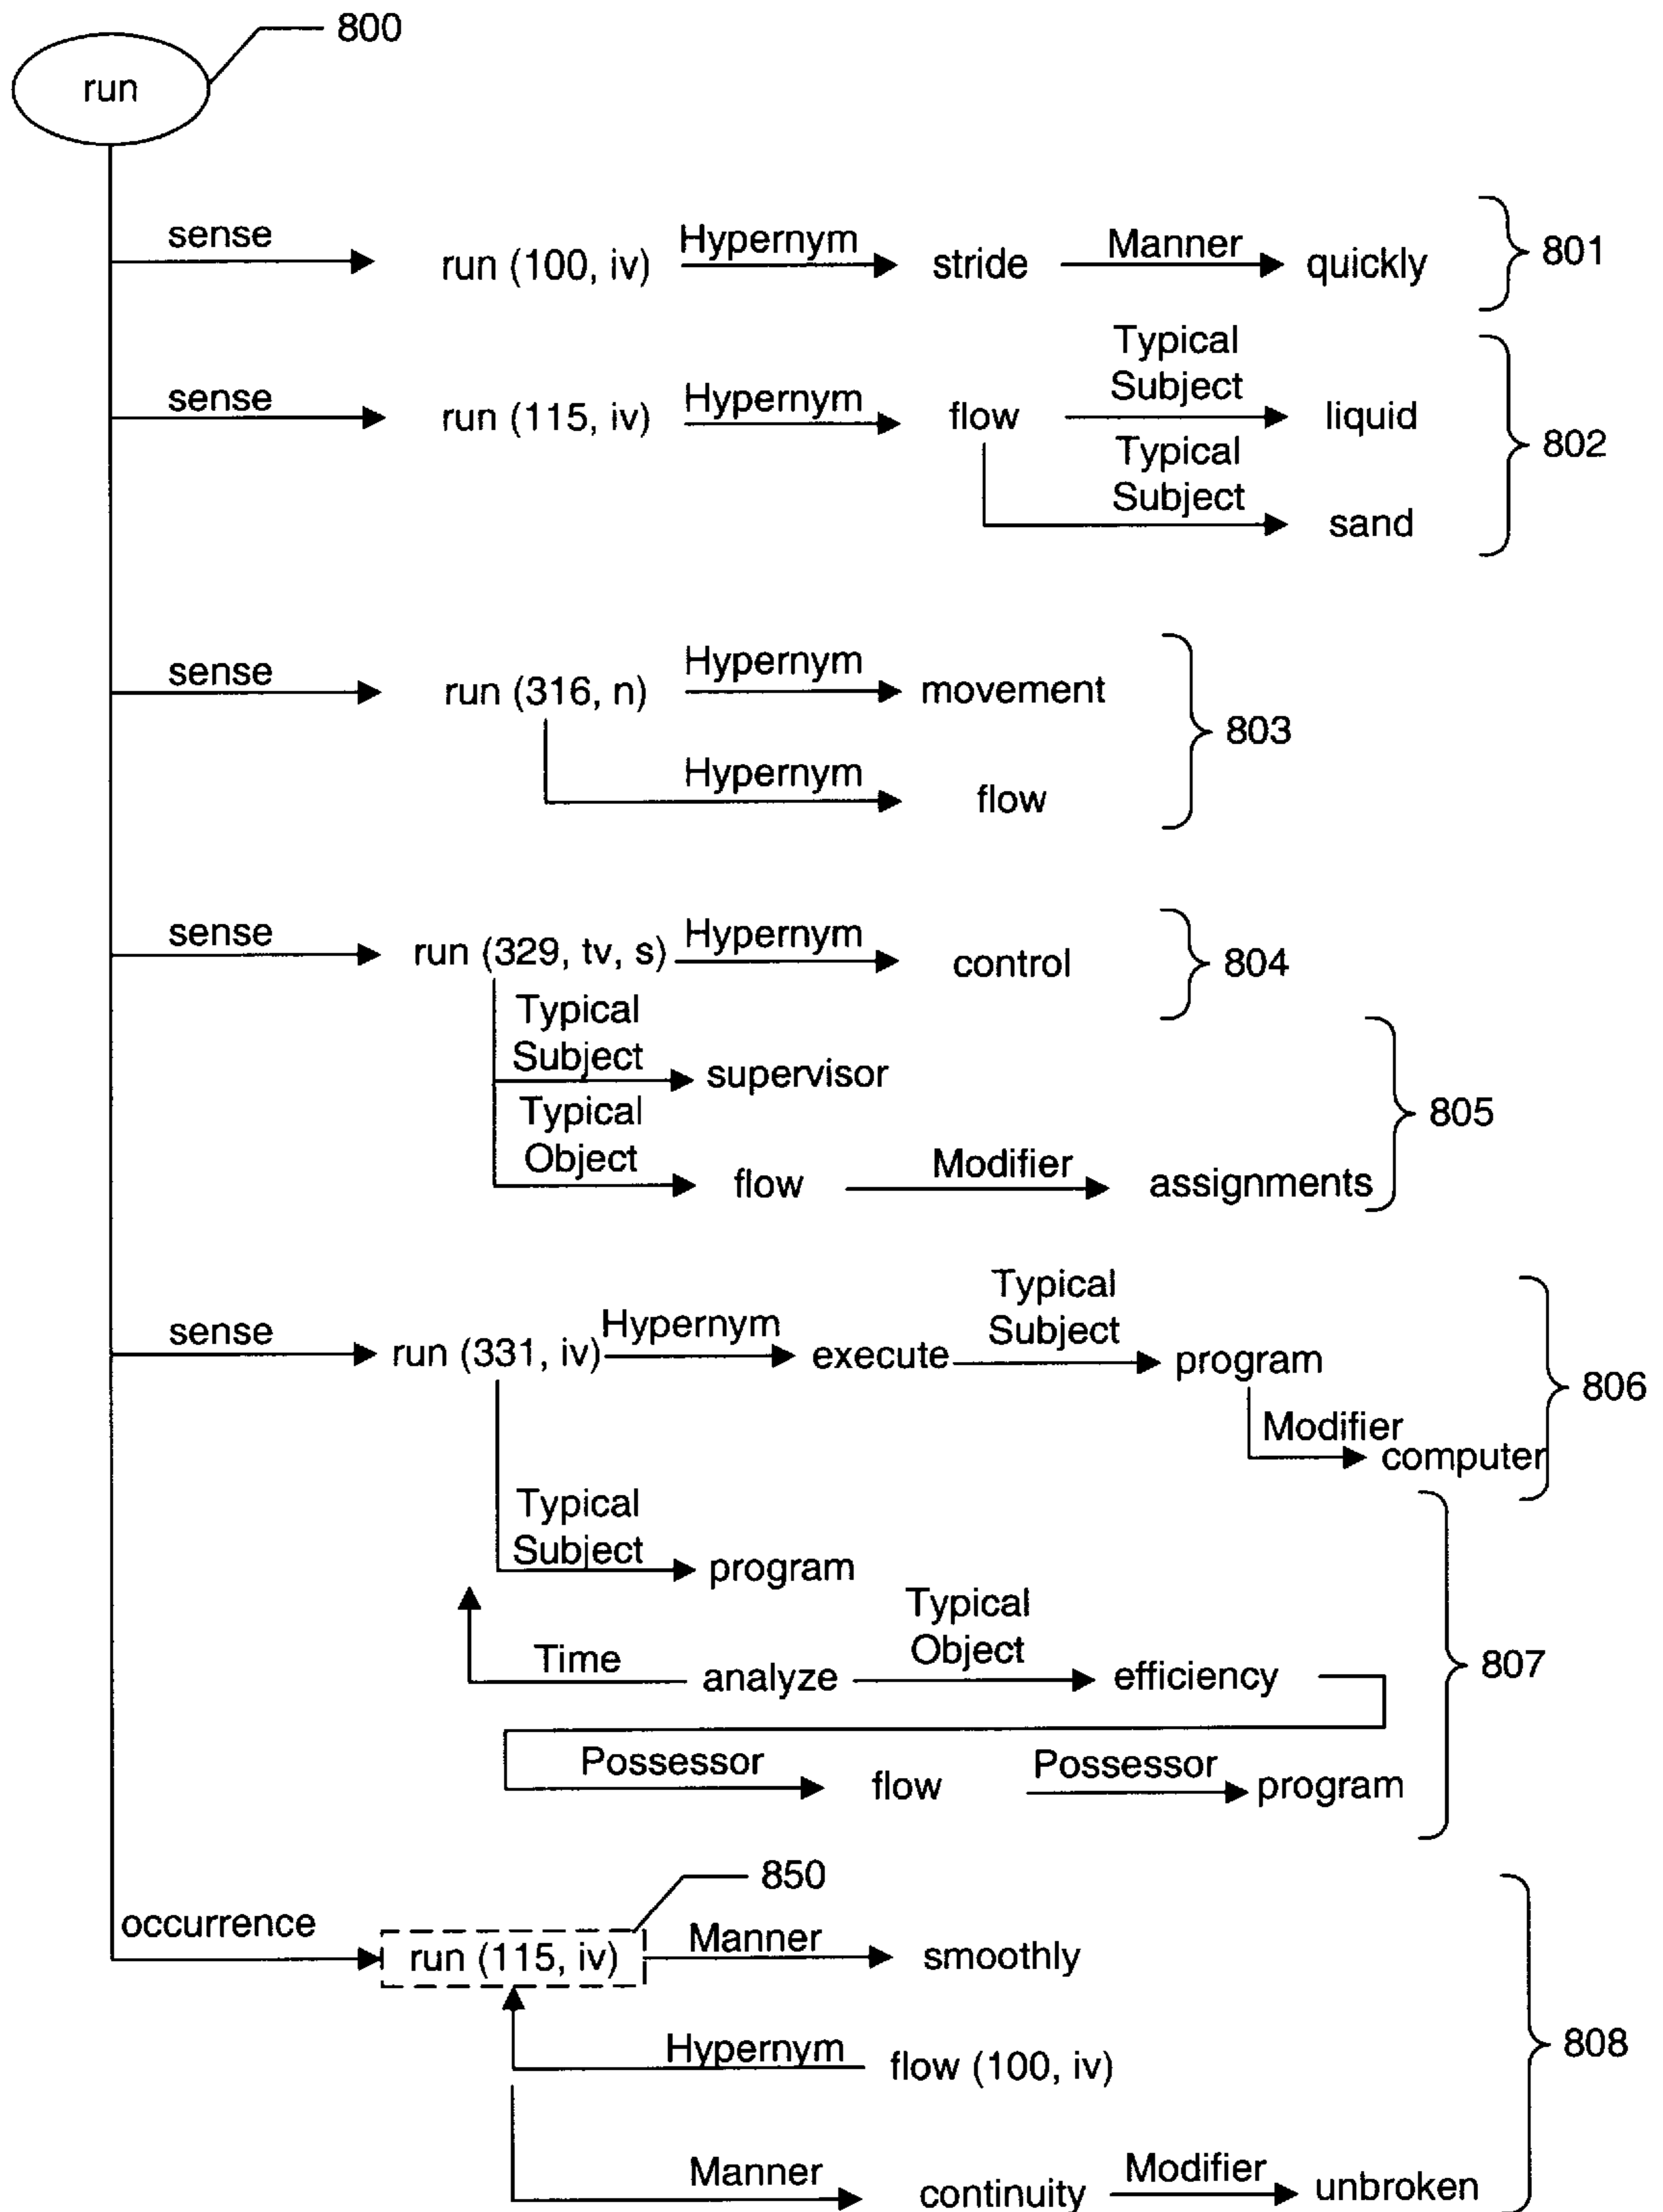 800
run
sense
run (100, iv)
Hypernym
stride
Manner
quickly
801
sense
run (115, iv)
Hypernym
flow
Typical
Subject
liquid
Typical
Subject
sand
802
sense
run (316, n)
Hypernym
movement
Hypernym
flow
803
sense
run (329, tv, s)
Hypernym
control
804
Typical
Subject
supervisor
Typical
Object
flow
Modifier
assignments
805
sense
run (331, iv)
Hypernym
execute
Typical
Subject
program
Modifier
computer
806
Typical
Subject
program
Time
analyze
Typical
Object
efficiency
Possessor
flow
Possessor
program
807
850
occurrence
run (115, iv)
Manner
smoothly
Hypernym
flow (100, iv)
Manner
continuity
Modifier
unbroken
808